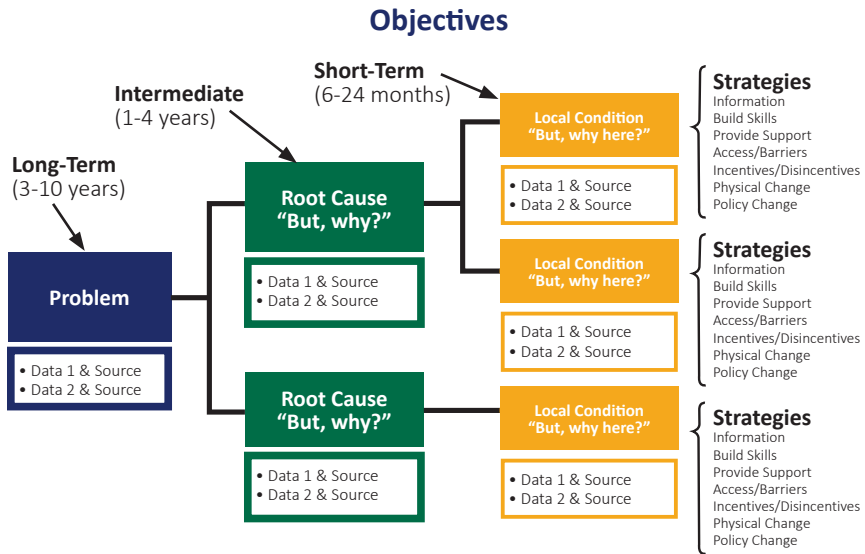 Objectives
Long-Term
(3-10 years)
Problem
• Data 1 & Source
• Data 2 & Source
Intermediate
(1-4 years)
Root Cause
“But, why?”
• Data 1 & Source
• Data 2 & Source
Root Cause
“But, why?”
• Data 1 & Source
• Data 2 & Source
Short-Term
(6-24 months)
Local Condition
“But, why here?”
• Data 1 & Source
• Data 2 & Source
Strategies
Information
Build Skills
Provide Support
Access/Barriers
Incentives/Disincentives
Physical Change
Policy Change
Local Condition
“But, why here?”
• Data 1 & Source
• Data 2 & Source
Strategies
Information
Build Skills
Provide Support
Access/Barriers
Incentives/Disincentives
Physical Change
Policy Change
Local Condition
“But, why here?”
• Data 1 & Source
• Data 2 & Source
Strategies
Information
Build Skills
Provide Support
Access/Barriers
Incentives/Disincentives
Physical Change
Policy Change